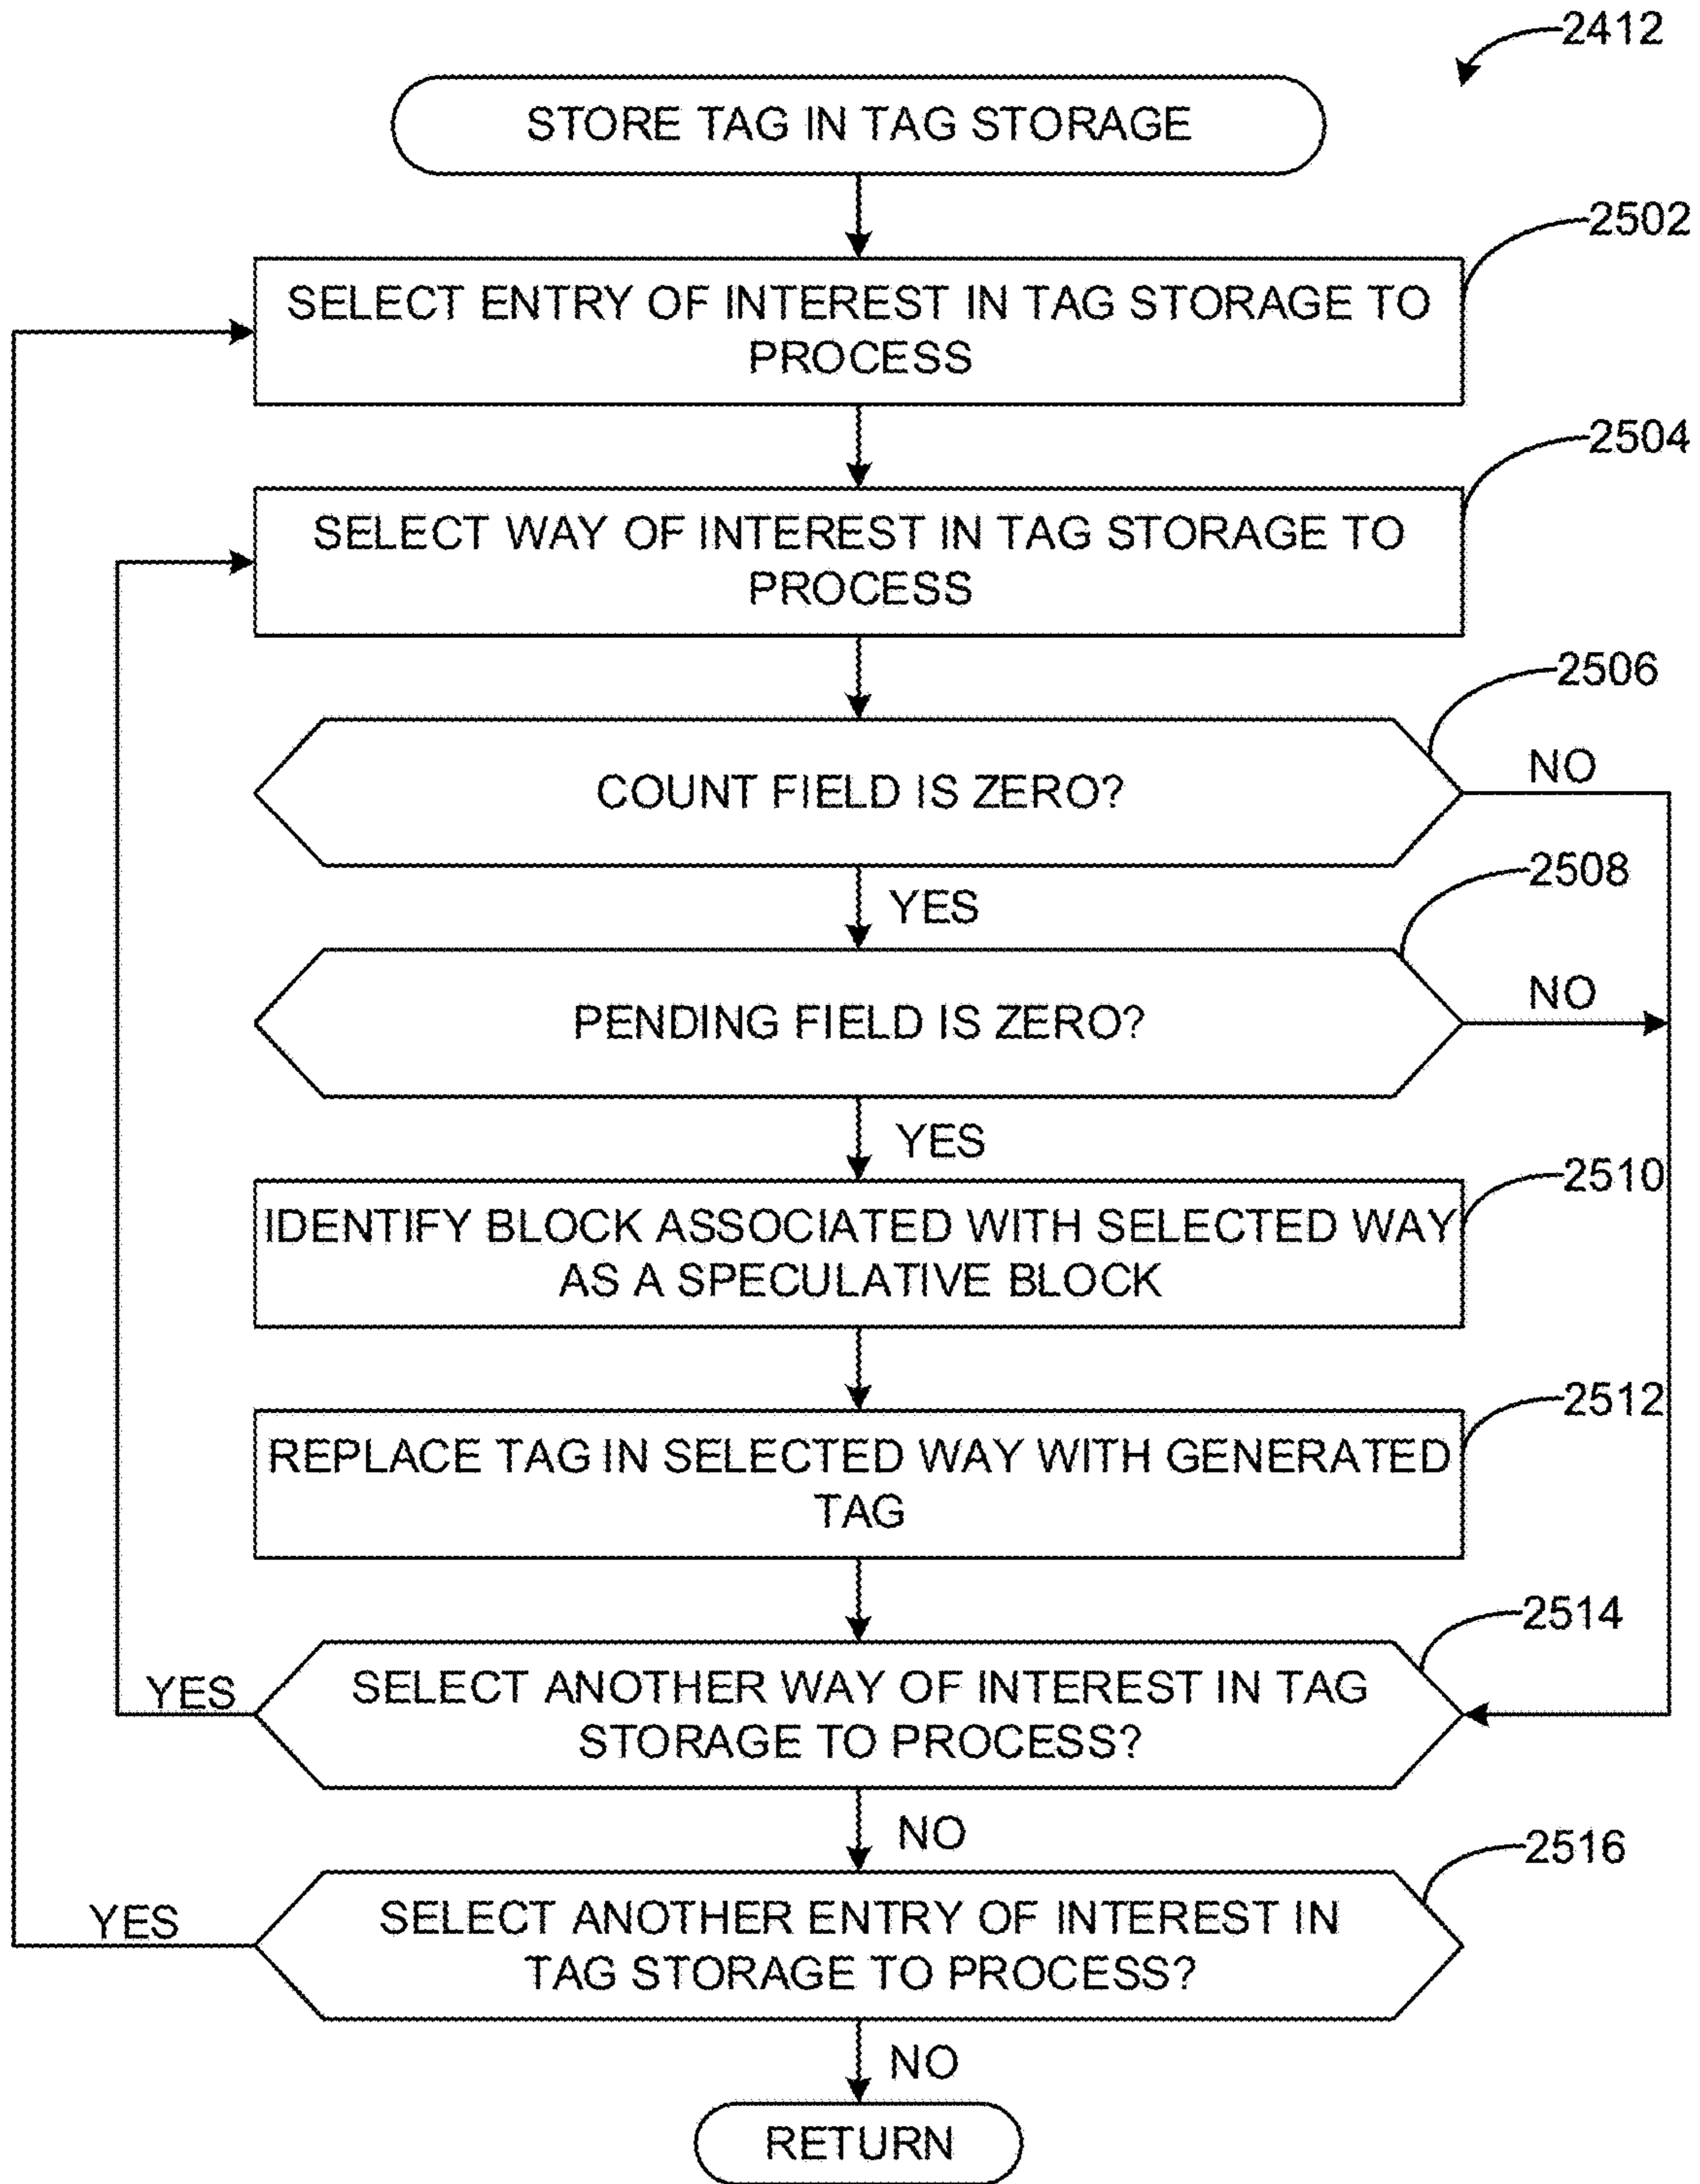 2412
STORE TAG IN TAG STORAGE
2502
SELECT ENTRY OF INTEREST IN TAG STORAGE TO
PROCESS
2504
SELECT WAY OF INTEREST IN TAG STORAGE TO
PROCESS
2506
COUNT FIELD IS ZERO?
NO
YES
2508
PENDING FIELD IS ZERO?
NO
YES
2510
IDENTIFY BLOCK ASSOCIATED WITH SELECTED WAY
AS A SPECULATIVE BLOCK
2512
REPLACE TAG IN SELECTED WAY WITH GENERATED
TAG
2514
SELECT ANOTHER WAY OF INTEREST IN TAG
STORAGE TO PROCESS?
YES
NO
2516
SELECT ANOTHER ENTRY OF INTEREST IN
TAG STORAGE TO PROCESS?
YES
NO
RETURN